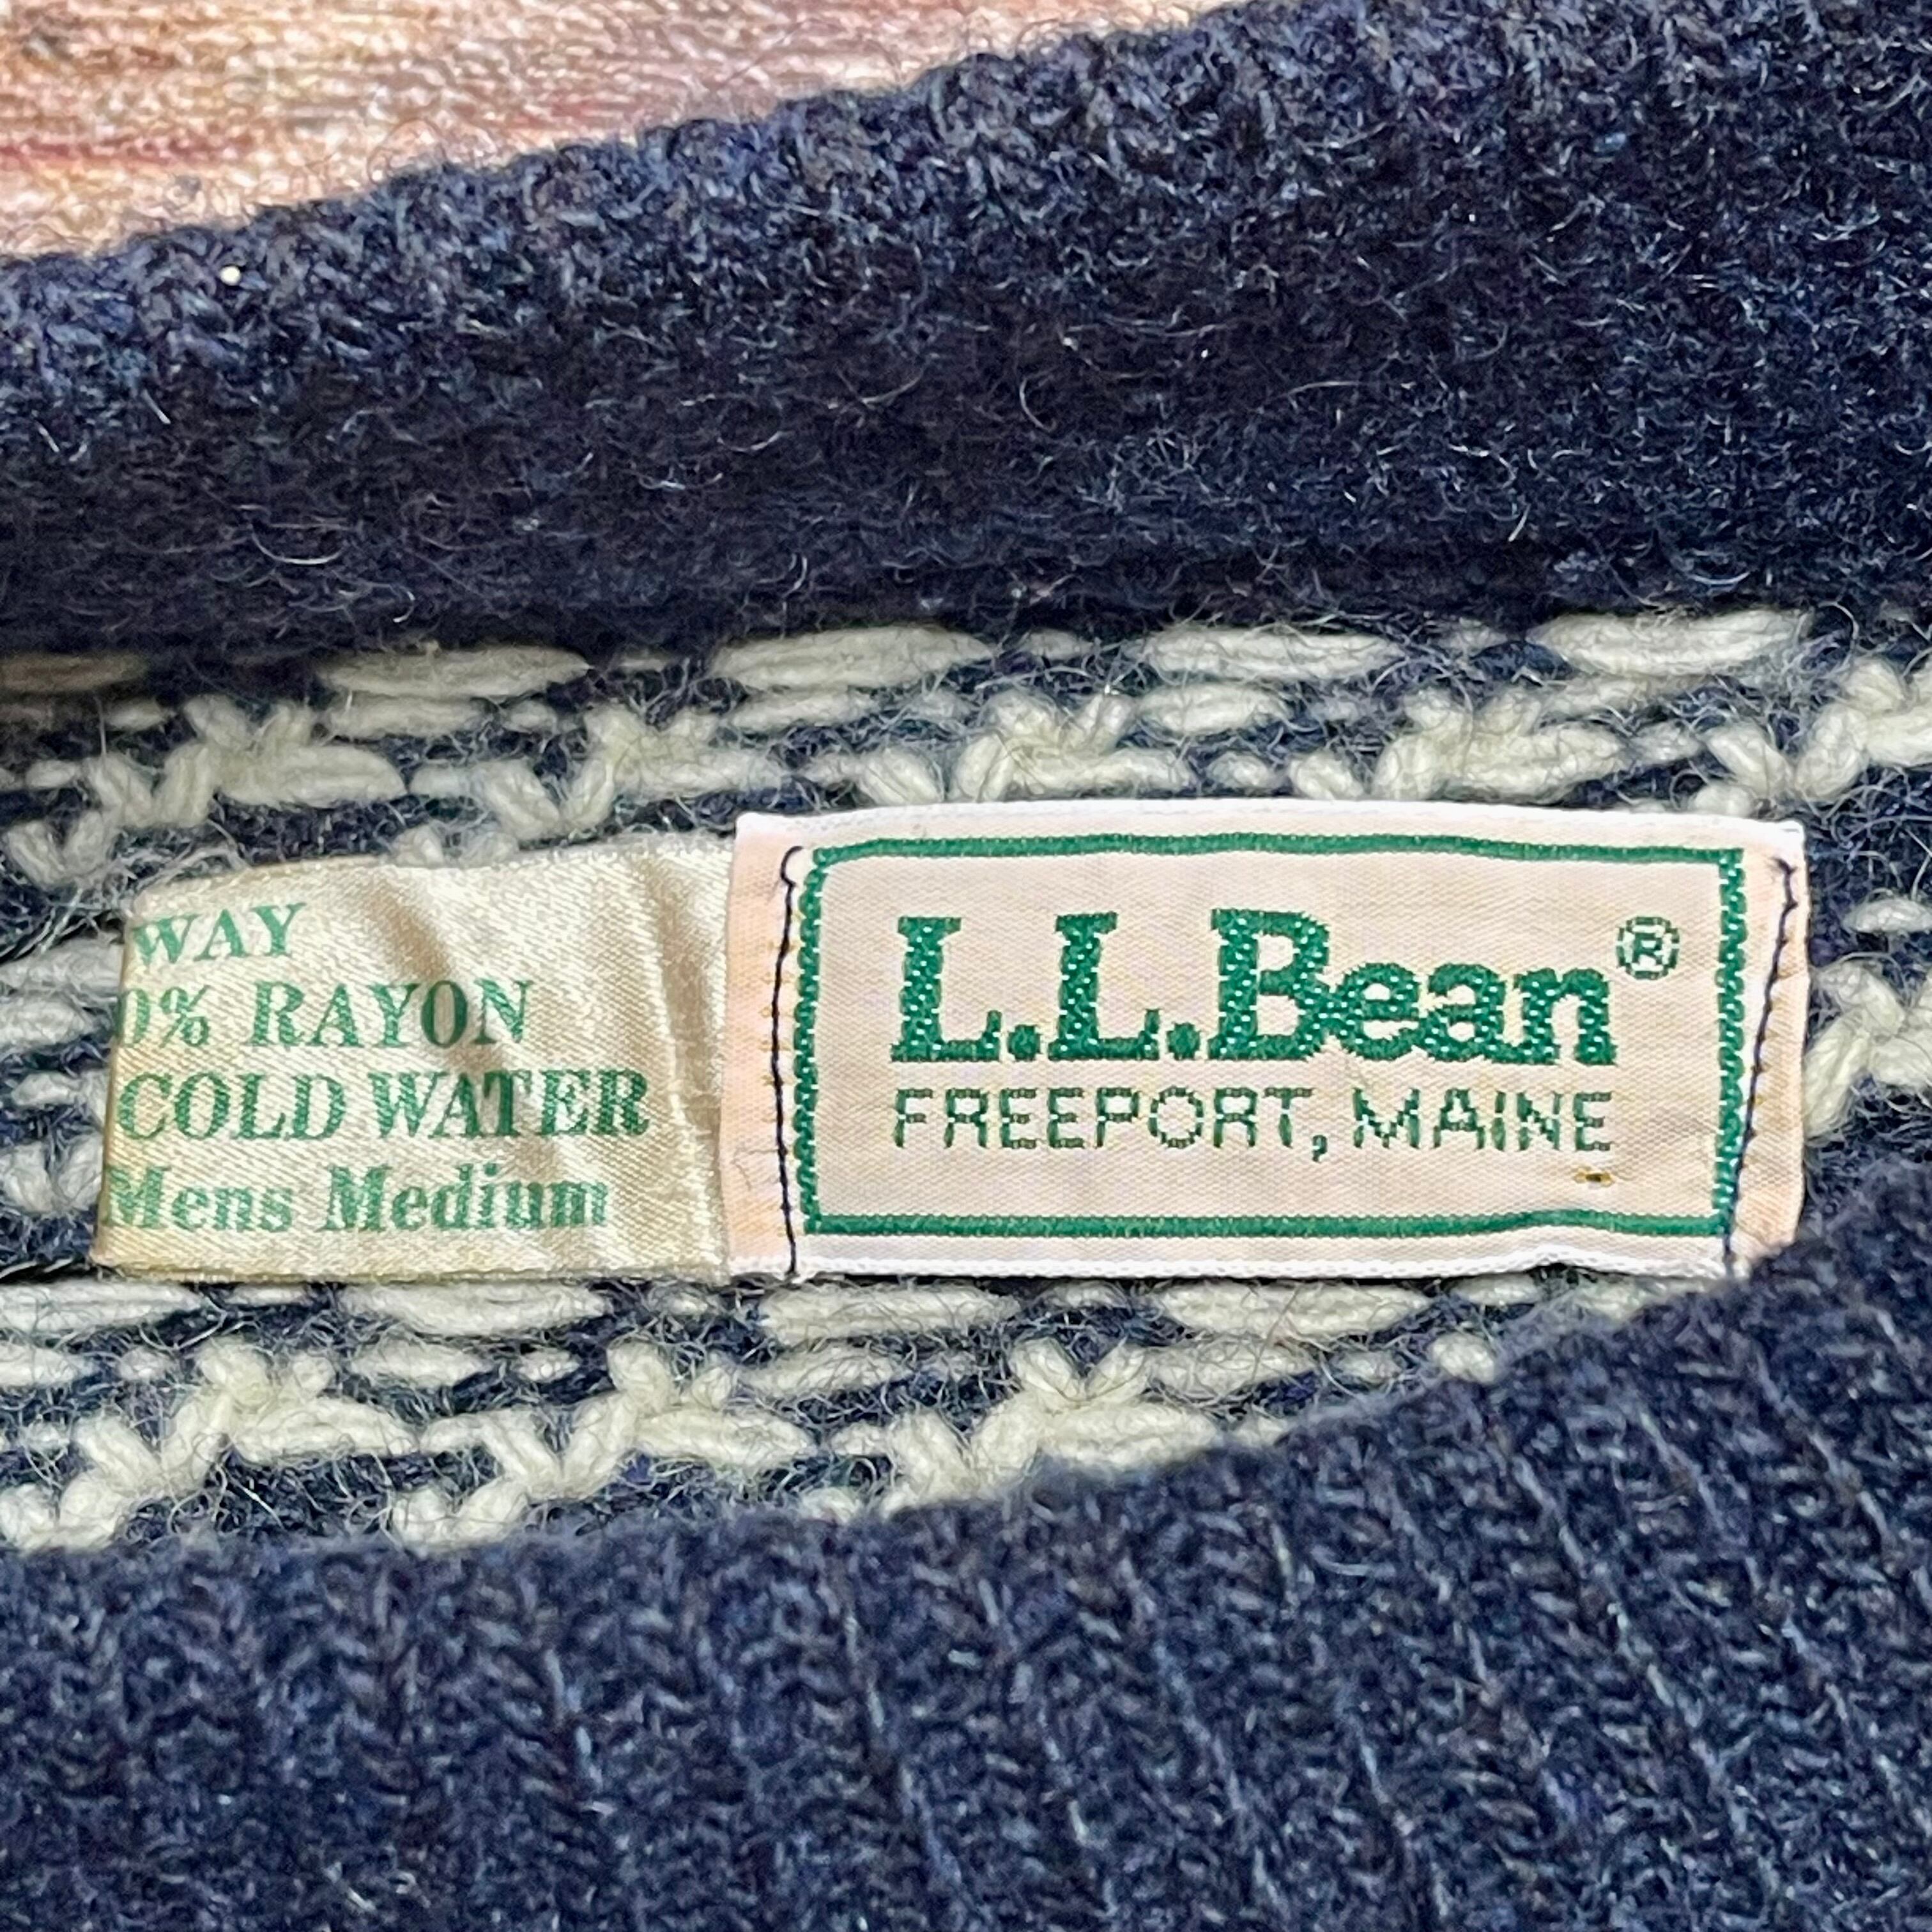 WAY
0% RAYON
COLD WATER
Mens Medium
L.L.Bean®
FREEPORT, MAINE